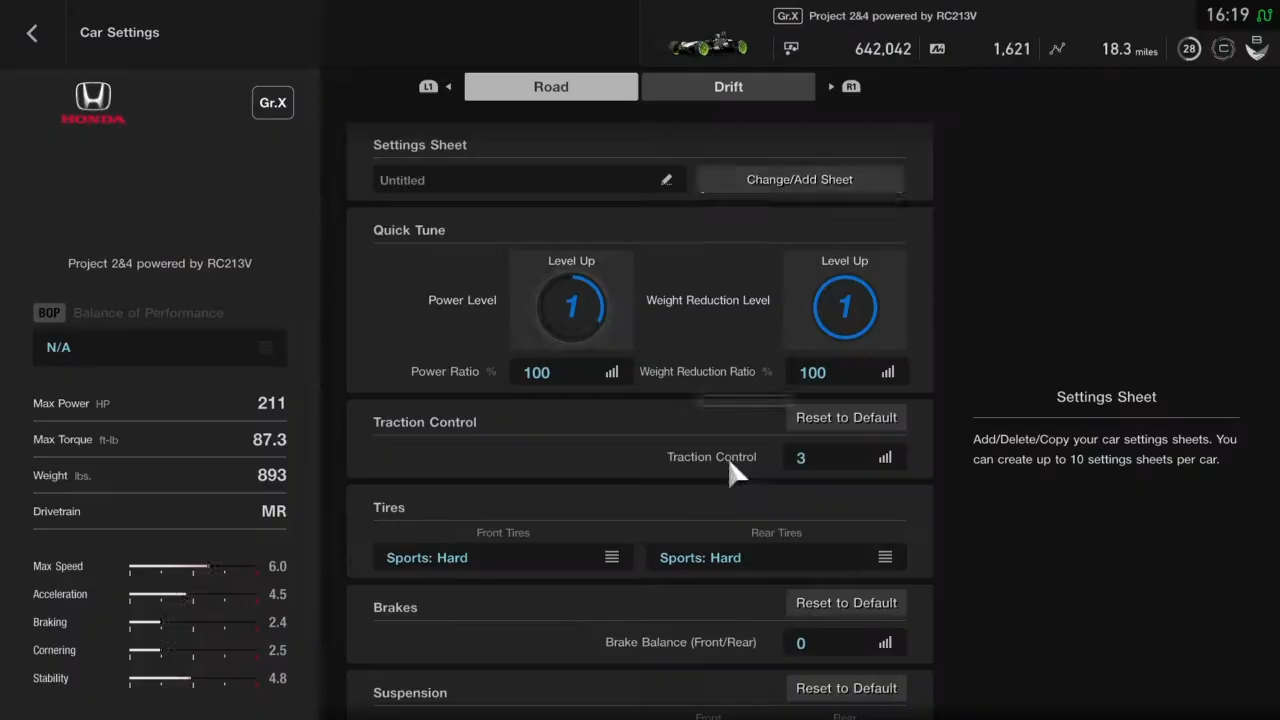 Car Settings
Gr.X Project 2&4 powered by RC213V
16:19
642,042
1,621
18.3 miles
28
C
B
HONDA
Gr.X
L1
Road
Drift
R1
Settings Sheet
Untitled
Change/Add Sheet
Quick Tune
Power Level
Level Up
1
Weight Reduction Level
Level Up
1
Power Ratio %
100
Weight Reduction Ratio %
100
Traction Control
Reset to Default
Traction Control
3
Tires
Front Tires
Rear Tires
Sports: Hard
Sports: Hard
Brakes
Reset to Default
Brake Balance (Front/Rear)
0
Suspension
Reset to Default
Front
Rear
Project 2&4 powered by RC213V
BOP Balance of Performance
N/A
Max Power HP 211
Max Torque ft-lb 87.3
Weight lbs. 893
Drivetrain MR
Max Speed 6.0
Acceleration 4.5
Braking 2.4
Cornering 2.5
Stability 4.8
Settings Sheet
Add/Delete/Copy your car settings sheets. You
can create up to 10 settings sheets per car.